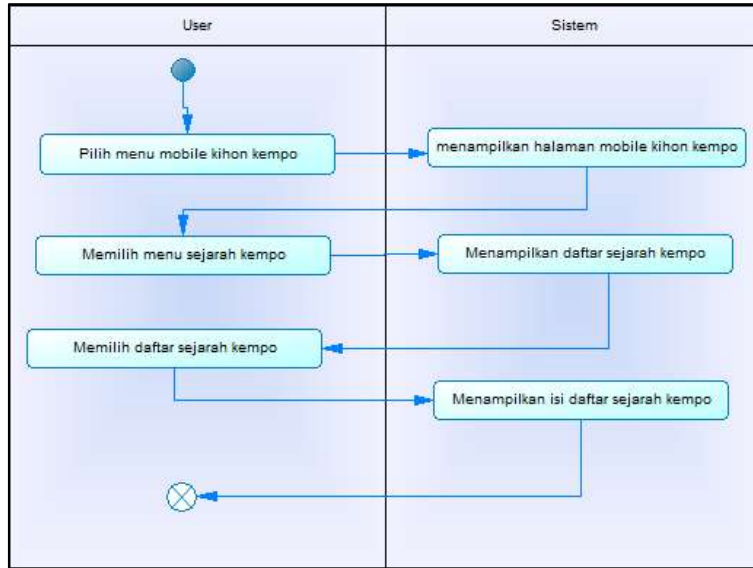 User
Sistem
Pilih menu mobile kihon kempo
menampilkan halaman mobile kihon kempo
Memilih menu sejarah kempo
Menampilkan daftar sejarah kempo
Memilih daftar sejarah kempo
Menampilkan isi daftar sejarah kempo